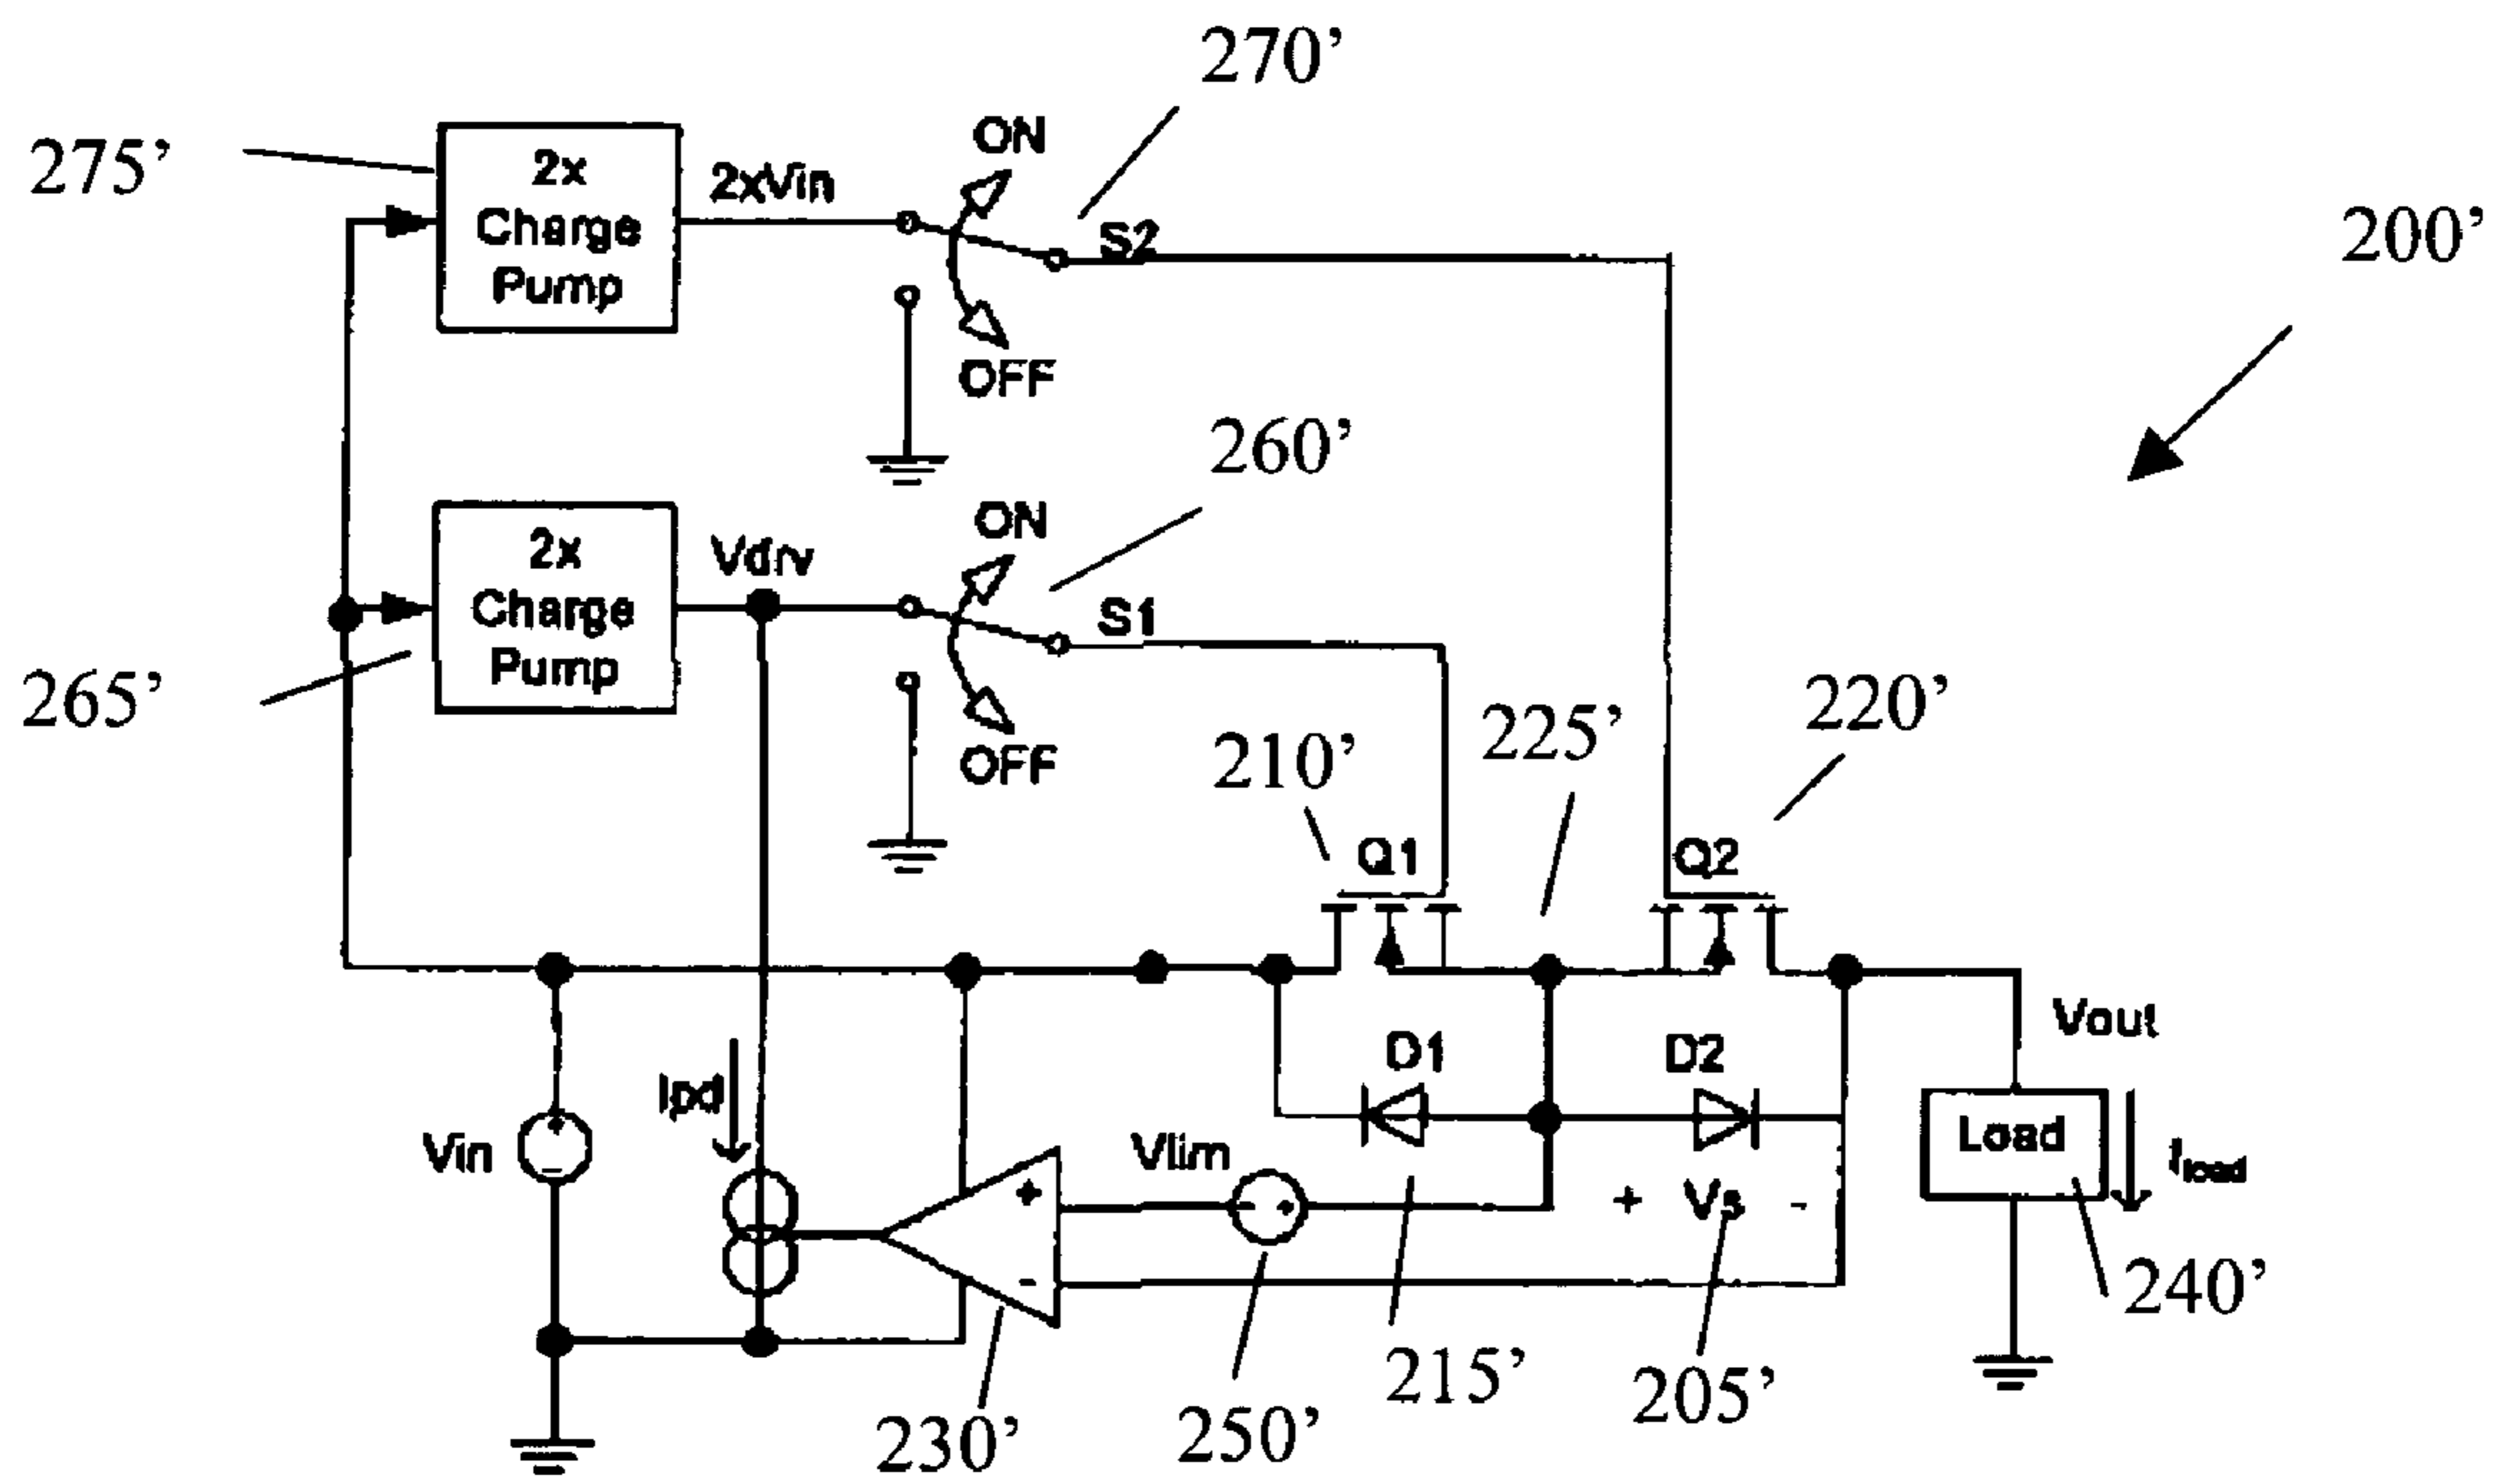 270’
ON
275’
2x
Charge
Pump
2xVin
S2
200’
OFF
260’
ON
2x
Charge
Pump
Vdrv
S1
265’
OFF
210’
225’
220’
Q1
Q2
Vout
D1
D2
Ipd
Vin
Vlim
+
-
+ Vs -
Load
Iload
240’
215’
205’
250’
230’